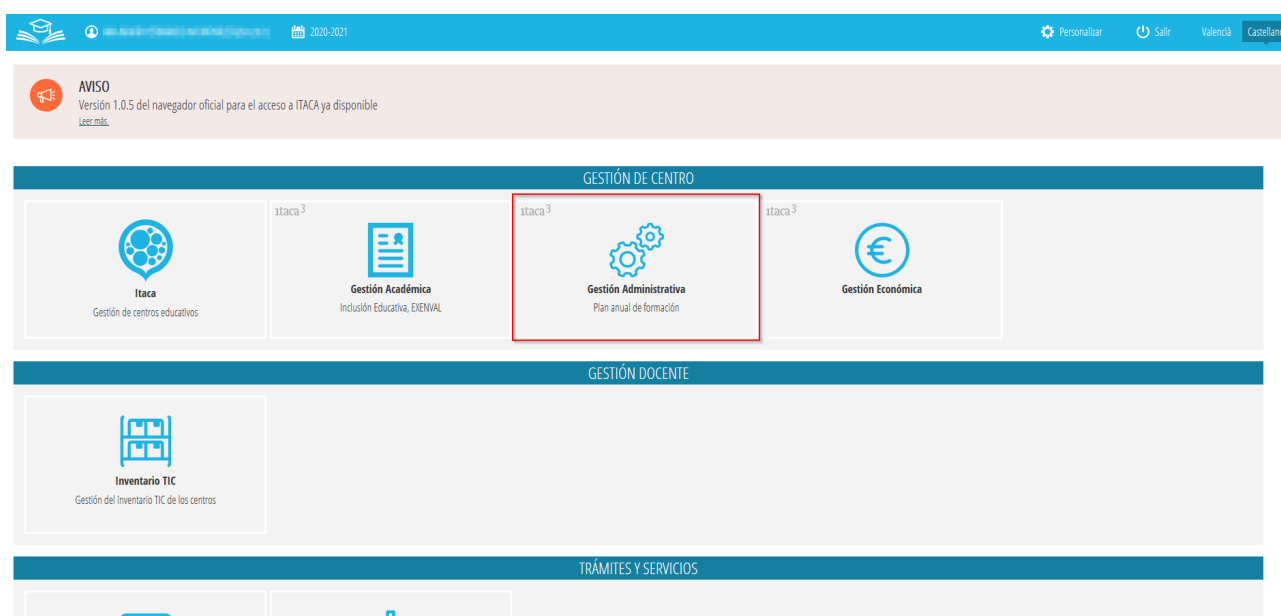 2020-2021
Personalizar
Salir
Valencià
Castellano
AVISO
Versión 1.0.5 del navegador oficial para el acceso a ITACA ya disponible
Leer más.
GESTIÓN DE CENTRO
Itaca
Gestión de centros educativos
ıtaca3
Gestión Académica
Inclusión Educativa, EXENVAL
ıtaca3
Gestión Administrativa
Plan anual de formación
ıtaca3
Gestión Económica
GESTIÓN DOCENTE
Inventario TIC
Gestión del inventario TIC de los centros
TRÁMITES Y SERVICIOS